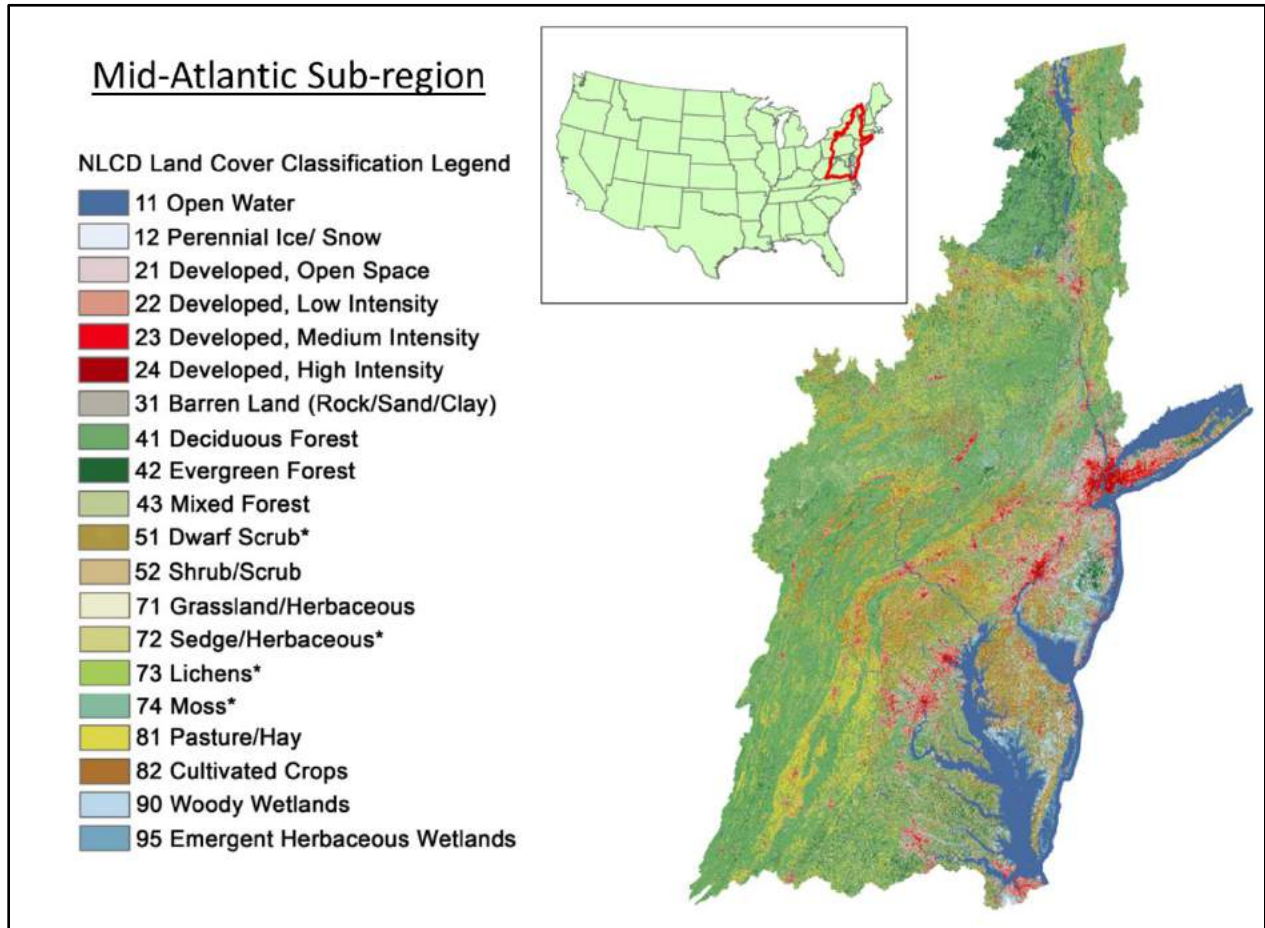 Mid-Atlantic Sub-region
NLCD Land Cover Classification Legend
11 Open Water
12 Perennial Ice/ Snow
21 Developed, Open Space
22 Developed, Low Intensity
23 Developed, Medium Intensity
24 Developed, High Intensity
31 Barren Land (Rock/Sand/Clay)
41 Deciduous Forest
42 Evergreen Forest
43 Mixed Forest
51 Dwarf Scrub*
52 Shrub/Scrub
71 Grassland/Herbaceous
72 Sedge/Herbaceous*
73 Lichens*
74 Moss*
81 Pasture/Hay
82 Cultivated Crops
90 Woody Wetlands
95 Emergent Herbaceous Wetlands